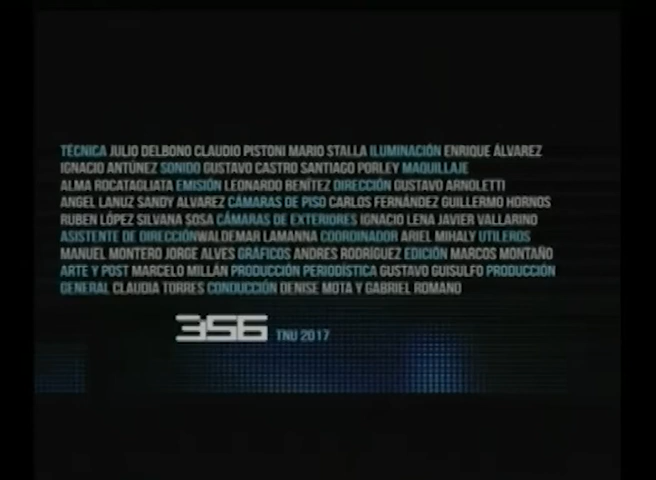 TÉCNICA JULIO DELBONO CLAUDIO PISTONI MARIO STALLA ILUMINACIÓN ENRIQUE ÁLVAREZ
IGNACIO ANTÚNEZ SONIDO GUSTAVO CASTRO SANTIAGO PORLEY MAQUILLAJE
ALMA ROCATAGLIATA EMISIÓN LEONARDO BENÍTEZ DIRECCIÓN GUSTAVO ARNOLETTI
ANGEL LANUZ SANDY ALVAREZ CÁMARAS DE PISO CARLOS FERNÁNDEZ GUILLERMO HORNOS
RUBEN LÓPEZ SILVANA SOSA CÁMARAS DE EXTERIORES IGNACIO LENA JAVIER VALLARINO
ASISTENTE DE DIRECCIÓNWALDEMAR LAMANNA COORDINADOR ARIEL MIHALY UTILEROS
MANUEL MONTERO JORGE ALVES GRÁFICOS ANDRES RODRÍGUEZ EDICIÓN MARCOS MONTAÑO
ARTE Y POST MARCELO MILLÁN PRODUCCIÓN PERIODÍSTICA GUSTAVO GUISULFO PRODUCCIÓN
GENERAL CLAUDIA TORRES CONDUCCIÓN DENISE MOTA Y GABRIEL ROMANO
356 TNU 2017